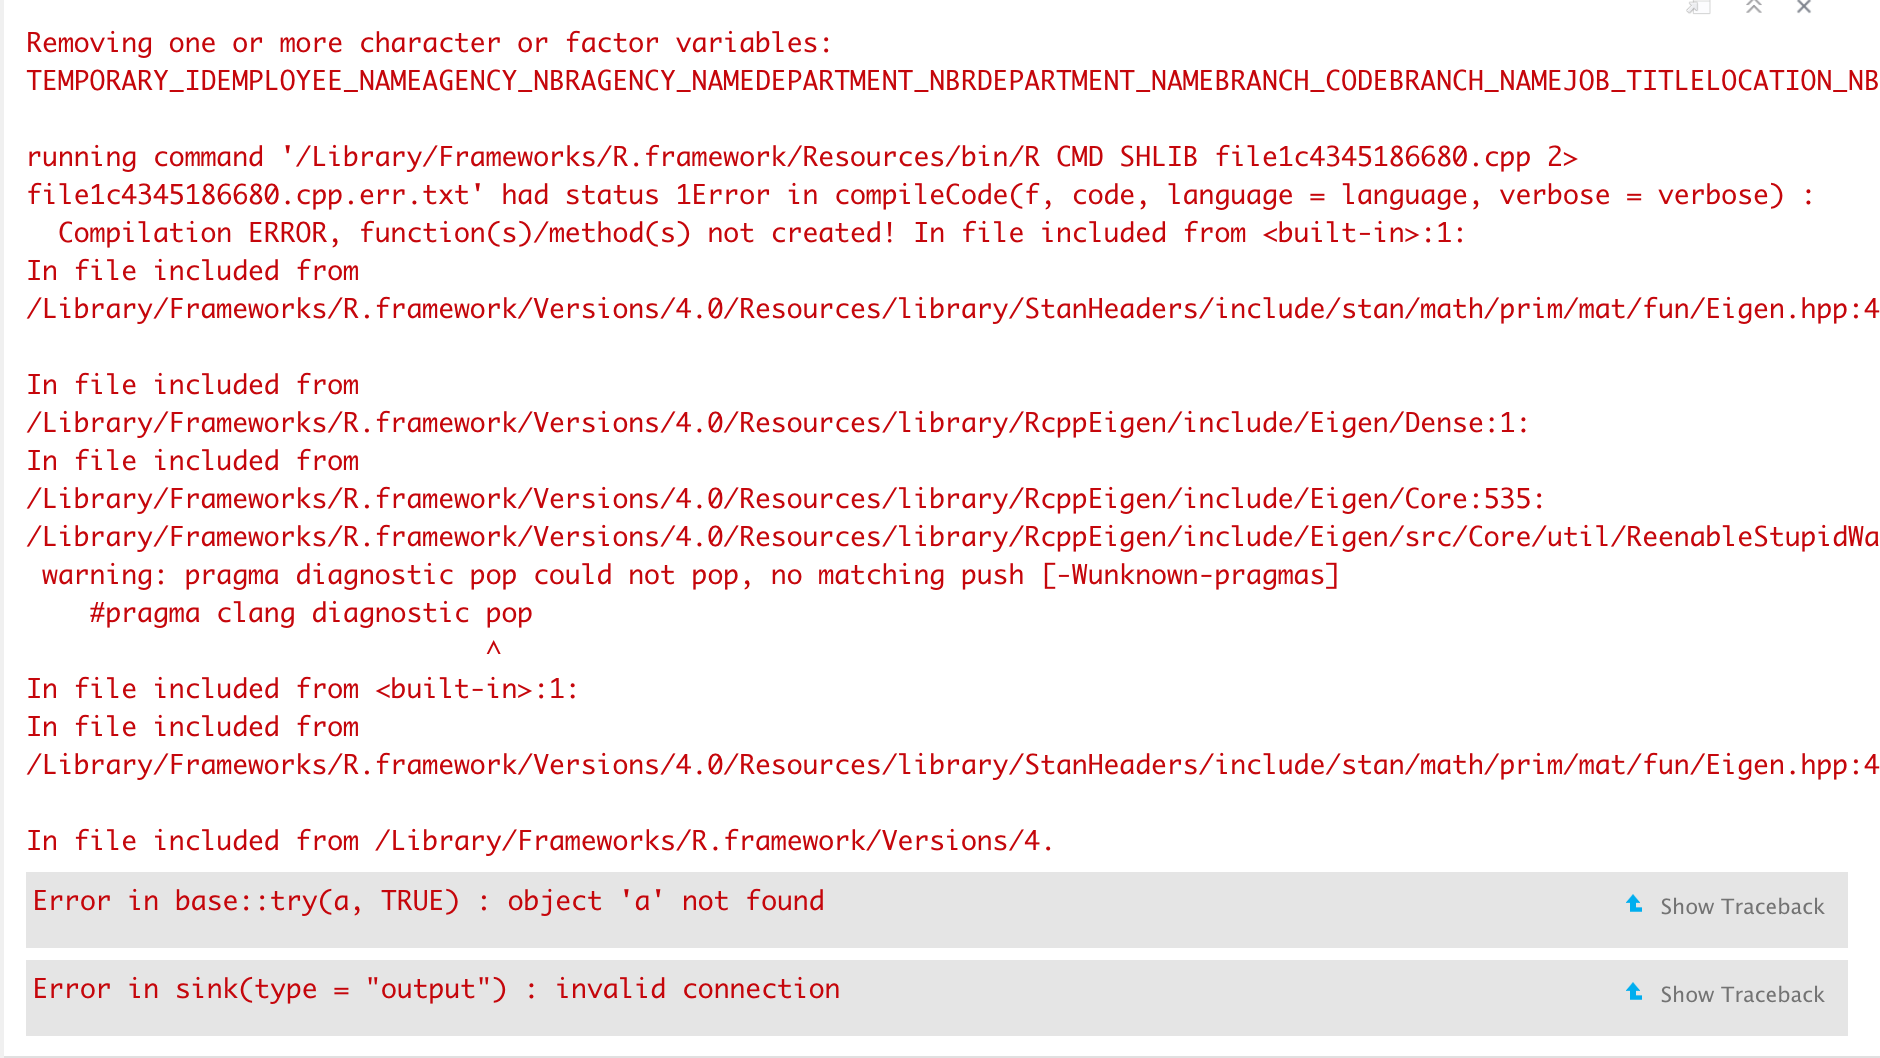 Removing one or more character or factor variables:
TEMPORARY_IDEMPLOYEE_NAMEAGENCY_NBRAGENCY_NAMEDEPARTMENT_NBRDEPARTMENT_NAMEBRANCH_CODEBRANCH_NAMEJOB_TITLELOCATION_NB
running command '/Library/Frameworks/R.framework/Resources/bin/R CMD SHLIB file1c4345186680.cpp 2>
file1c4345186680.cpp.err.txt' had status 1Error in compileCode(f, code, language = language, verbose = verbose) :
Compilation ERROR, function(s)/method(s) not created! In file included from <built-in>:1:
In file included from
/Library/Frameworks/R.framework/Versions/4.0/Resources/library/StanHeaders/include/stan/math/prim/mat/fun/Eigen.hpp:4
In file included from
/Library/Frameworks/R.framework/Versions/4.0/Resources/library/RcppEigen/include/Eigen/Dense:1:
In file included from
/Library/Frameworks/R.framework/Versions/4.0/Resources/library/RcppEigen/include/Eigen/Core:535:
/Library/Frameworks/R.framework/Versions/4.0/Resources/library/RcppEigen/include/Eigen/src/Core/util/ReenableStupidWa
warning: pragma diagnostic pop could not pop, no matching push [-Wunknown-pragmas]
#pragma clang diagnostic pop
^
In file included from <built-in>:1:
In file included from
/Library/Frameworks/R.framework/Versions/4.0/Resources/library/StanHeaders/include/stan/math/prim/mat/fun/Eigen.hpp:4
In file included from /Library/Frameworks/R.framework/Versions/4.
Error in base::try(a, TRUE) : object 'a' not found
Show Traceback
Error in sink(type = "output") : invalid connection
Show Traceback